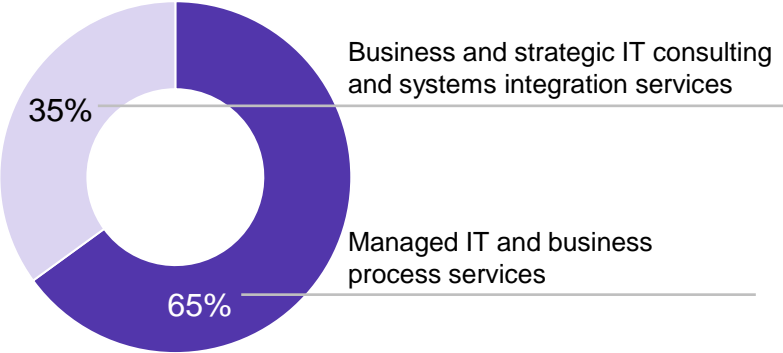 Business and strategic IT consulting
and systems integration services
35%
Managed IT and business
process services
65%